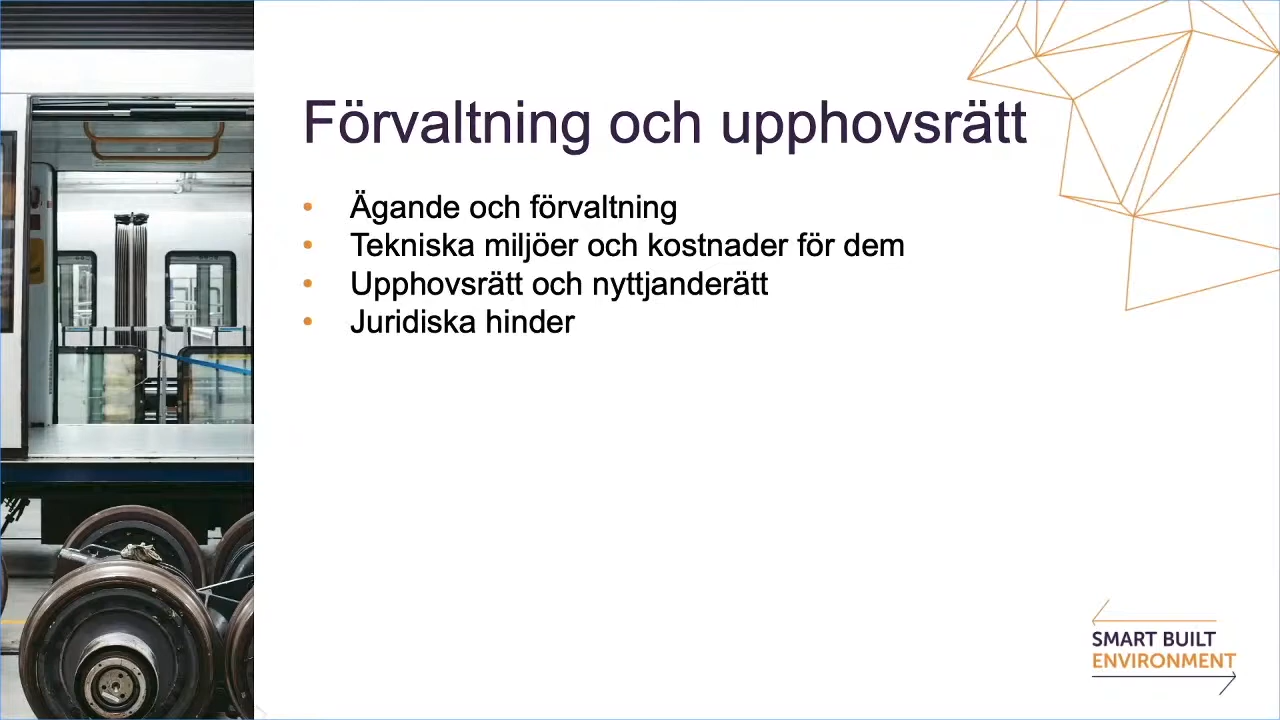 Förvaltning och upphovsrätt
• Ägande och förvaltning
• Tekniska miljöer och kostnader för dem
• Upphovsrätt och nyttjanderätt
• Juridiska hinder
SMART BUILT
ENVIRONMENT